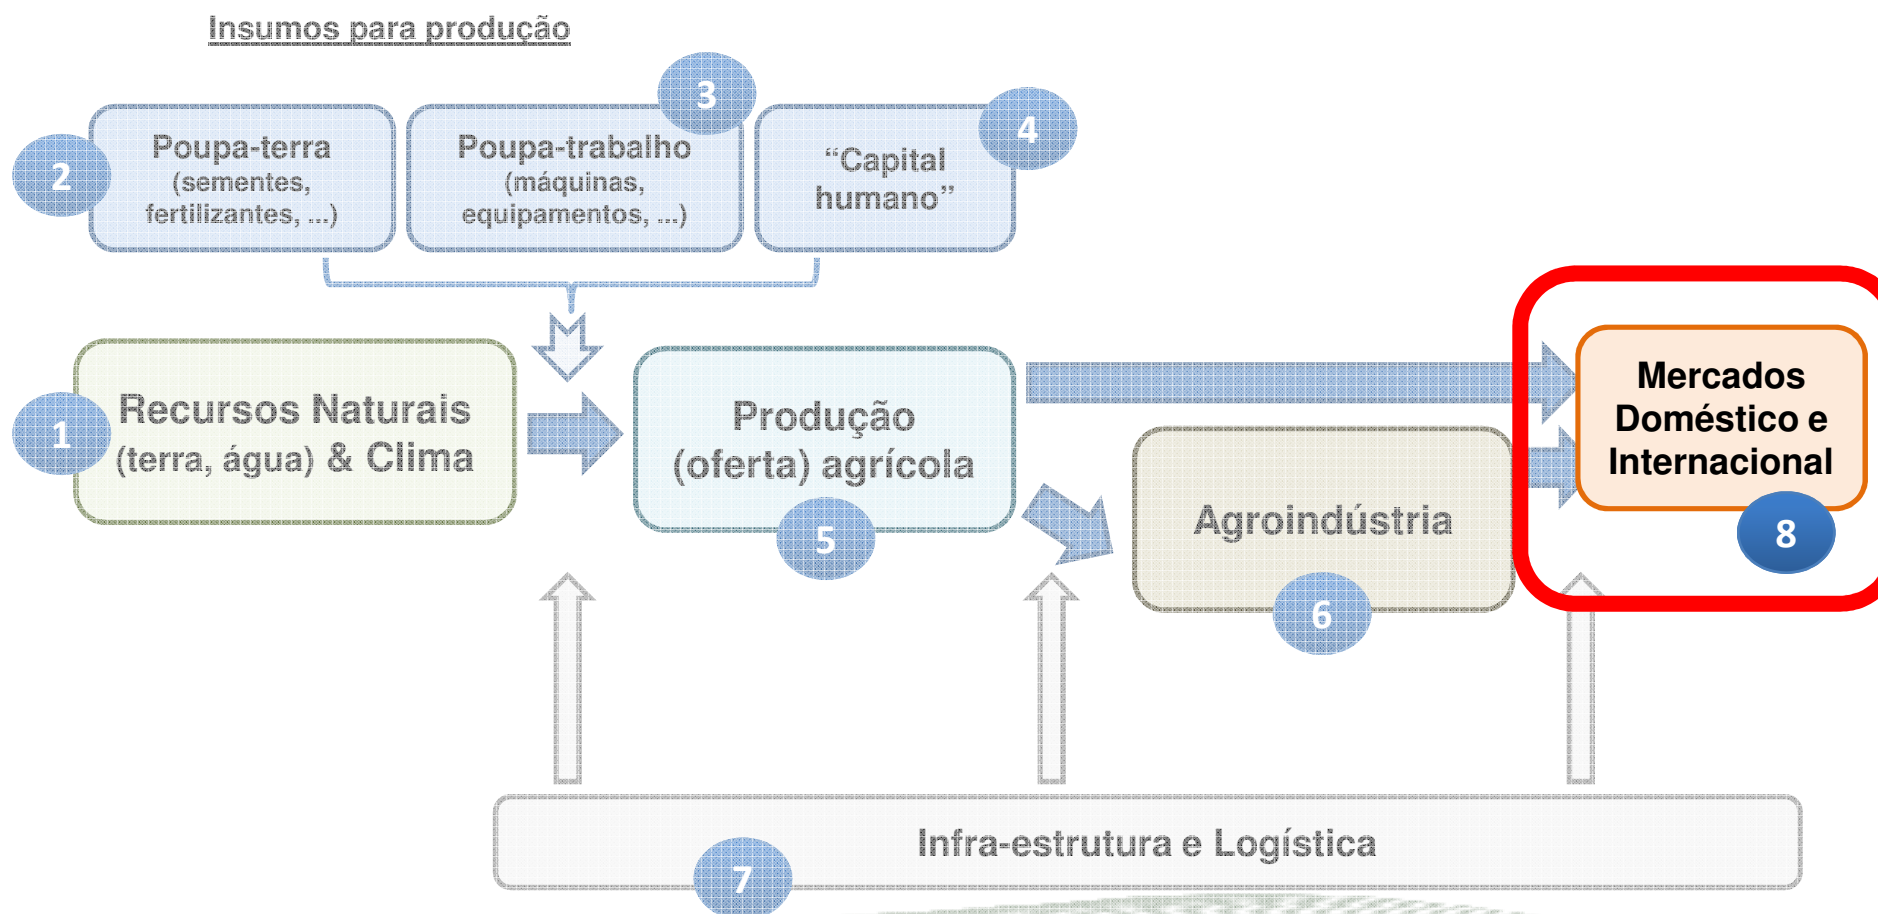 Insumos para produção
3
4
2
Poupa-terra
(sementes,
fertilizantes, ...)
Poupa-trabalho
(máquinas,
equipamentos, ...)
“Capital
humano”
1
Recursos Naturais
(terra, água) & Clima
Produção
(oferta) agrícola
5
Agroindústria
6
Mercados
Doméstico e
Internacional
8
Infra-estrutura e Logística
7